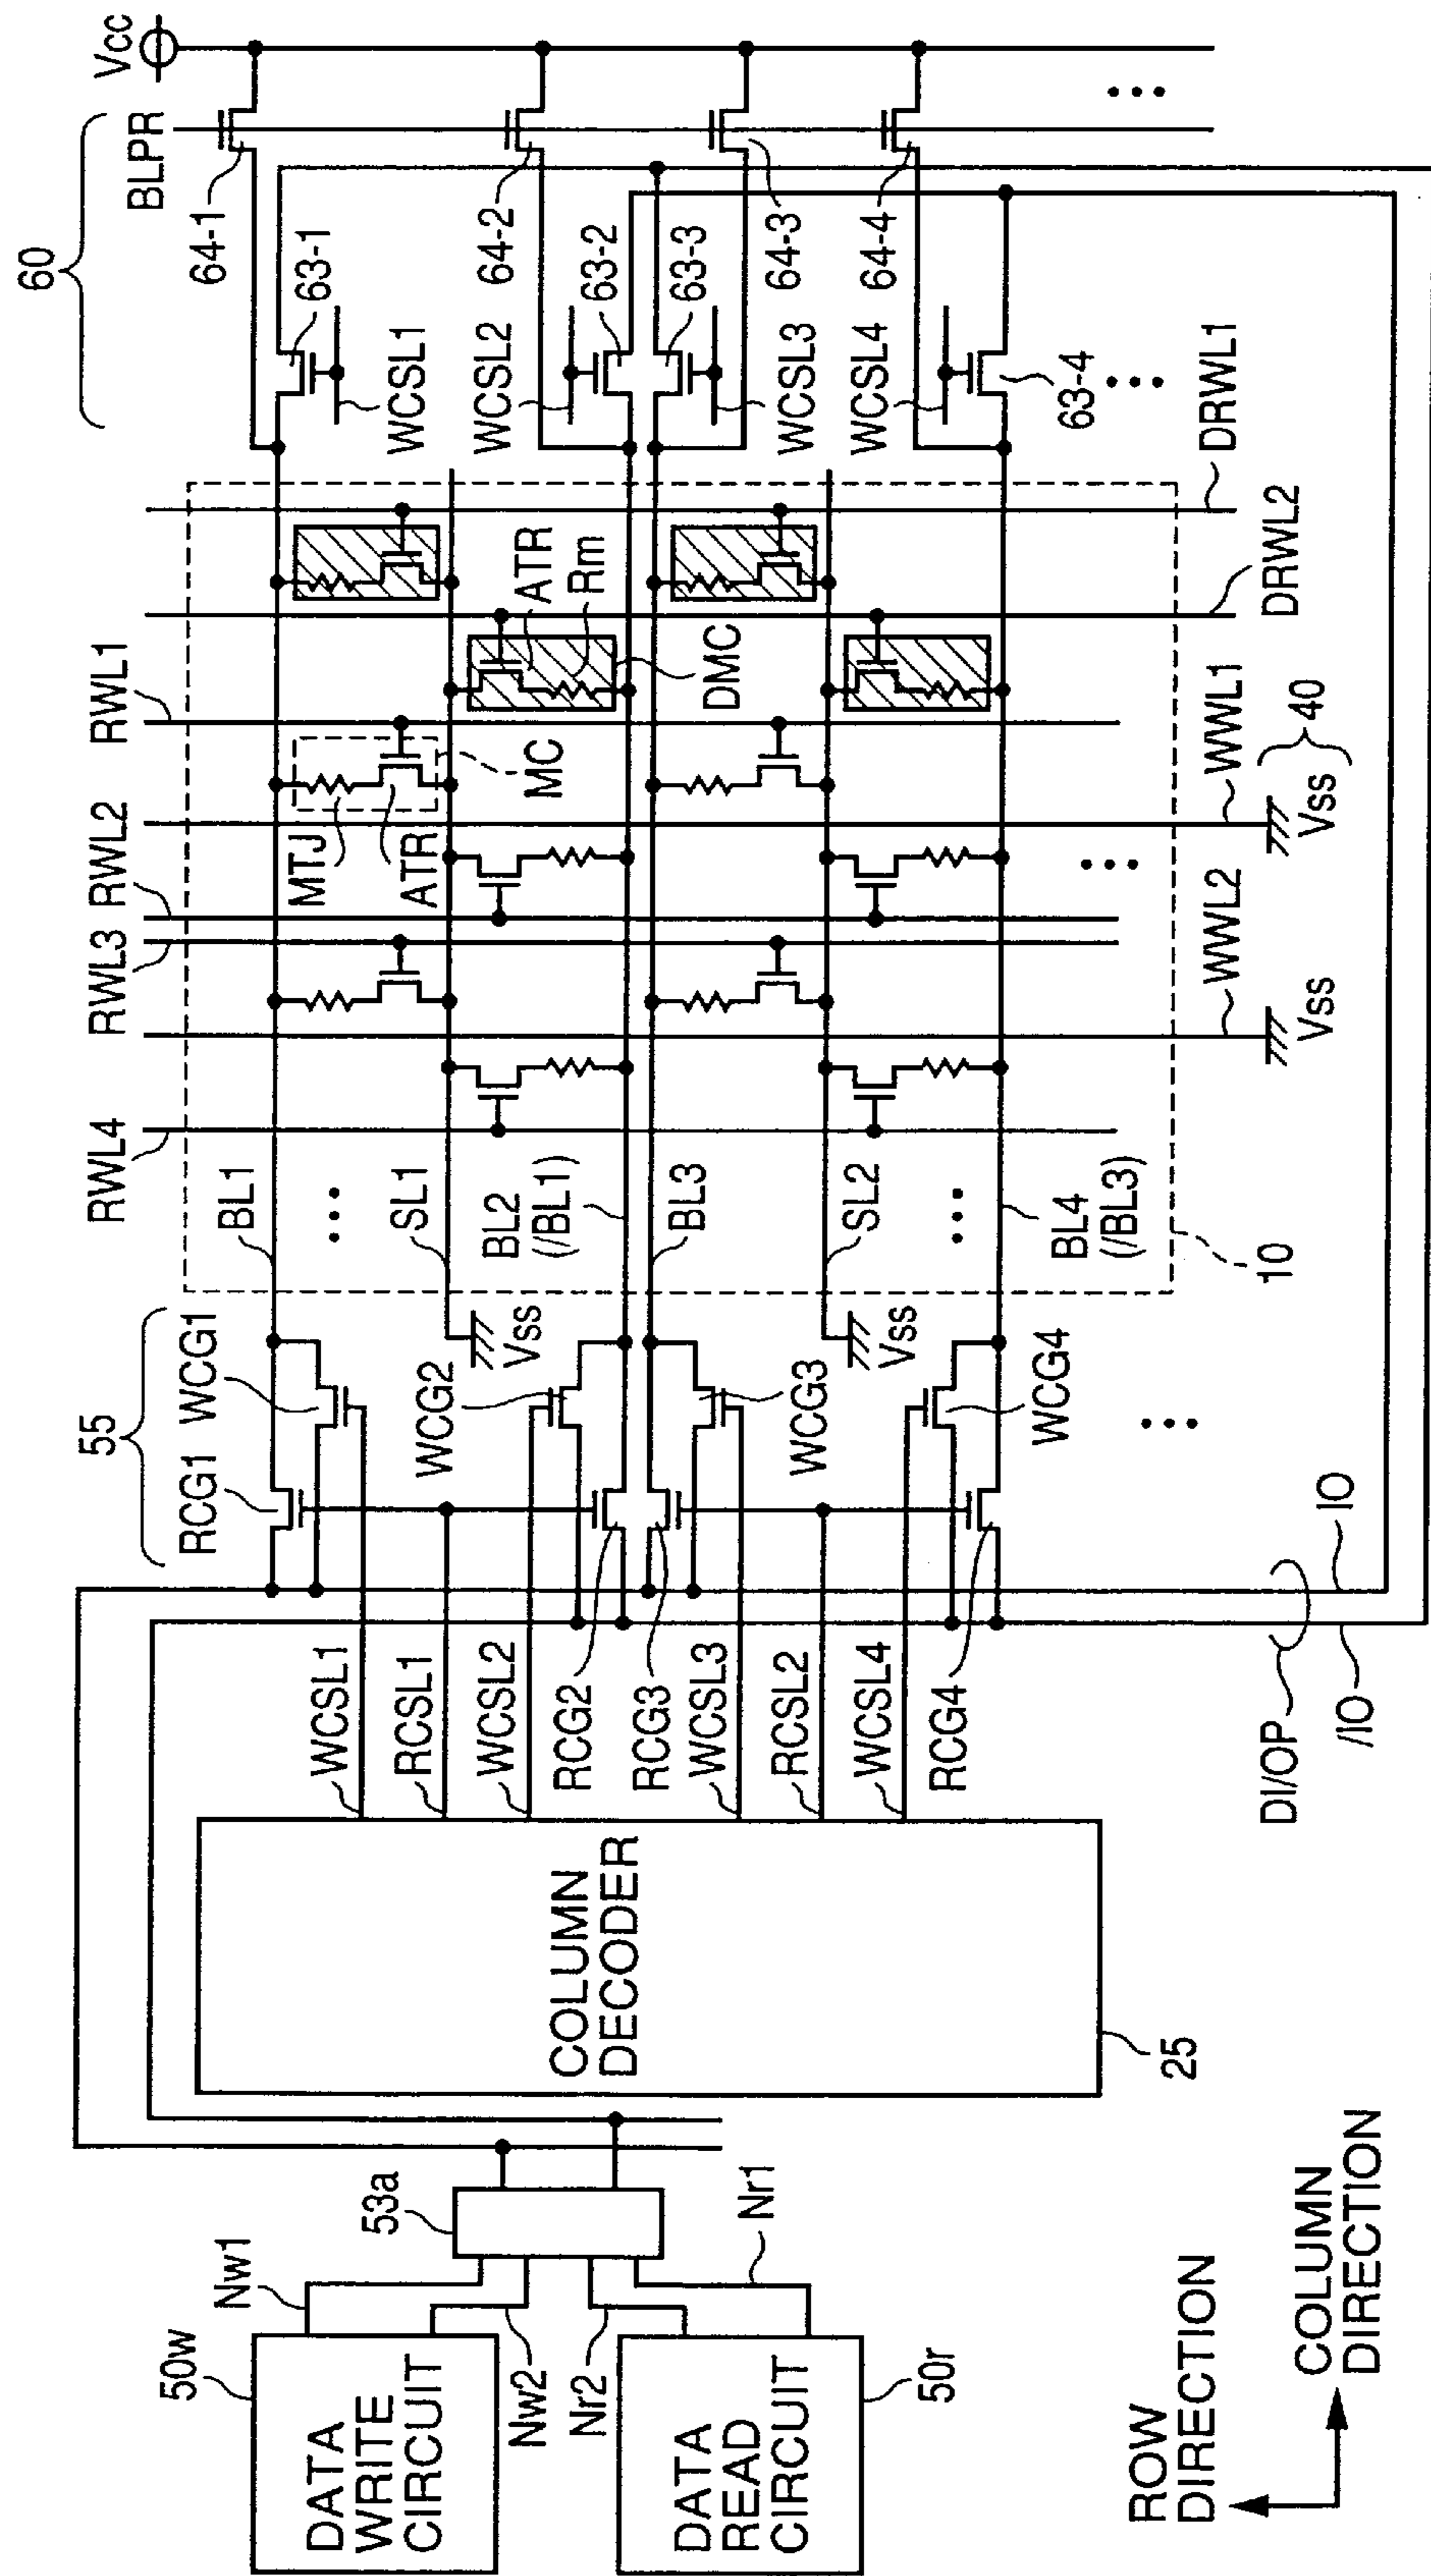 60
BLPR
Vcc
64-1
63-1
WCSL1
64-2
WCSL2
63-2
63-3
64-3
WCSL3
64-4
WCSL4
63-4
DRWL1
DRWL2
RWL1
ATR
Rm
DMC
RWL2
MTJ
ATR
MC
WWL1
40
Vss
RWL3
WWL2
Vss
RWL4
BL1
SL1
BL2
(/BL1)
BL3
SL2
BL4
(/BL3)
10
55
RCG1
WCG1
Vss
WCG2
WCG3
Vss
WCG4
WCSL1
RCSL1
WCSL2
RCG2
RCG3
WCSL3
RCSL2
WCSL4
RCG4
DI/OP
IO
/IO
COLUMN
DECODER
25
53a
Nw1
Nw2
Nr2
Nr1
50w
DATA
WRITE
CIRCUIT
DATA
READ
CIRCUIT
50r
ROW
DIRECTION
COLUMN
DIRECTION